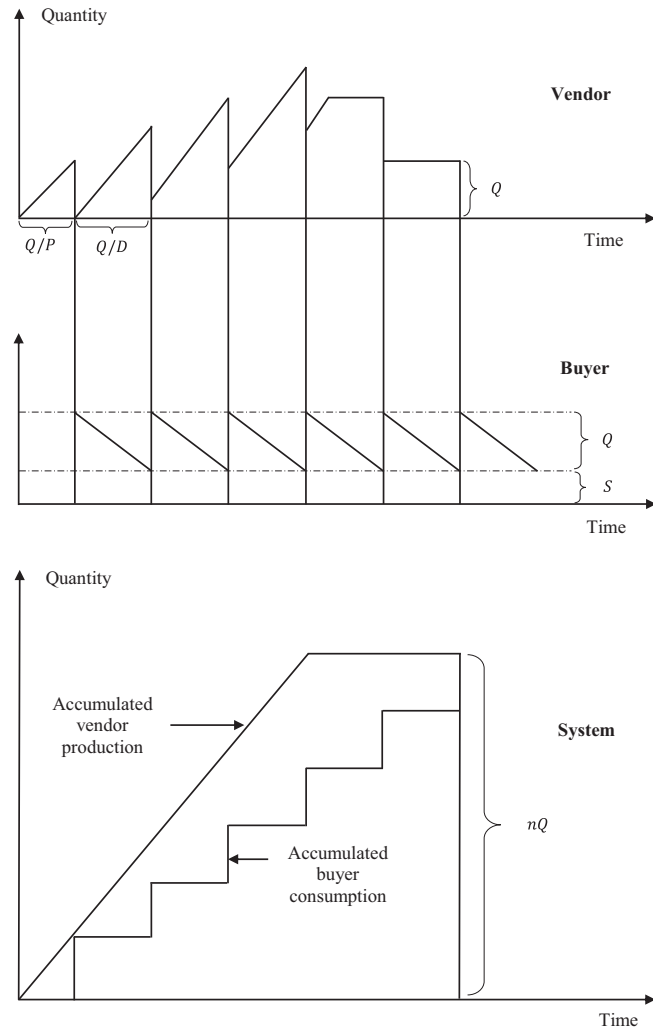 Quantity
Vendor
Q
Q/P
Q/D
Time
Buyer
Q
S
Time
Quantity
Accumulated
vendor
production
System
nQ
Accumulated
buyer
consumption
Time